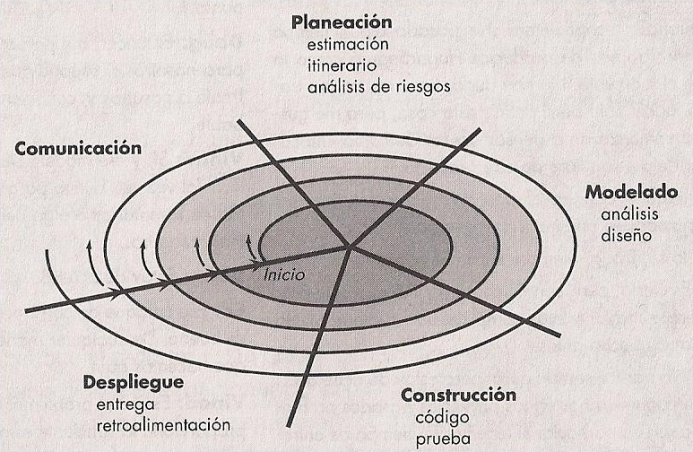 Planeación
estimación
itinerario
análisis de riesgos
Comunicación
Modelado
análisis
diseño
Inicio
Despliegue
entrega
retroalimentación
Construcción
código
prueba